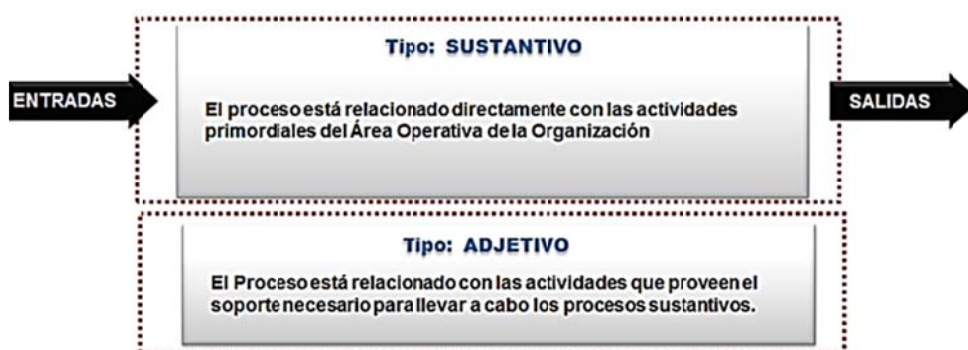 Tipo: SUSTANTIVO
ENTRADAS
El proceso está relacionado directamente con las actividades
primordiales del Área Operativa de la Organización
SALIDAS
Tipo: ADJETIVO
El Proceso está relacionado con las actividades que proveen el
soporte necesario para llevar a cabo los procesos sustantivos.